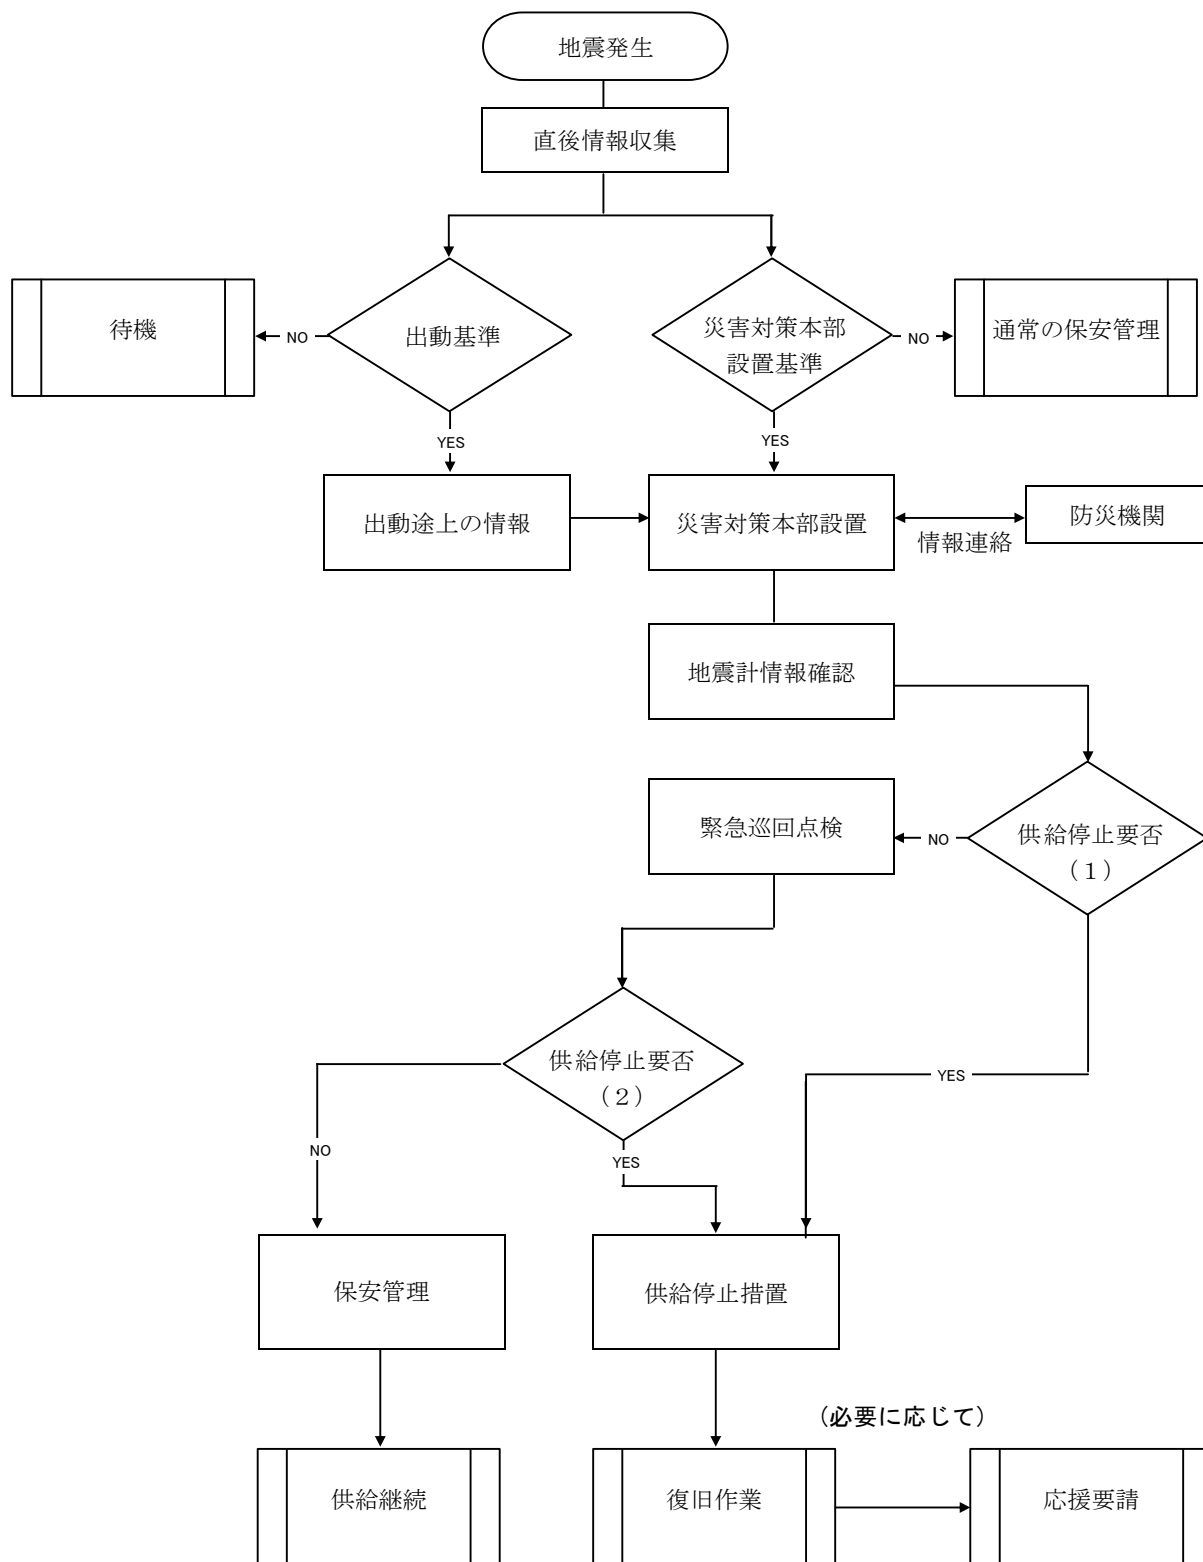 地震発生
直後情報収集
待機
NO
出動基準
災害対策本部
設置基準
NO
通常の保安管理
YES
YES
出動途上の情報
災害対策本部設置
情報連絡
防災機関
地震計情報確認
緊急巡回点検
NO
供給停止要否
（１）
供給停止要否
（２）
YES
NO
YES
保安管理
供給停止措置
（必要に応じて）
供給継続
復旧作業
応援要請